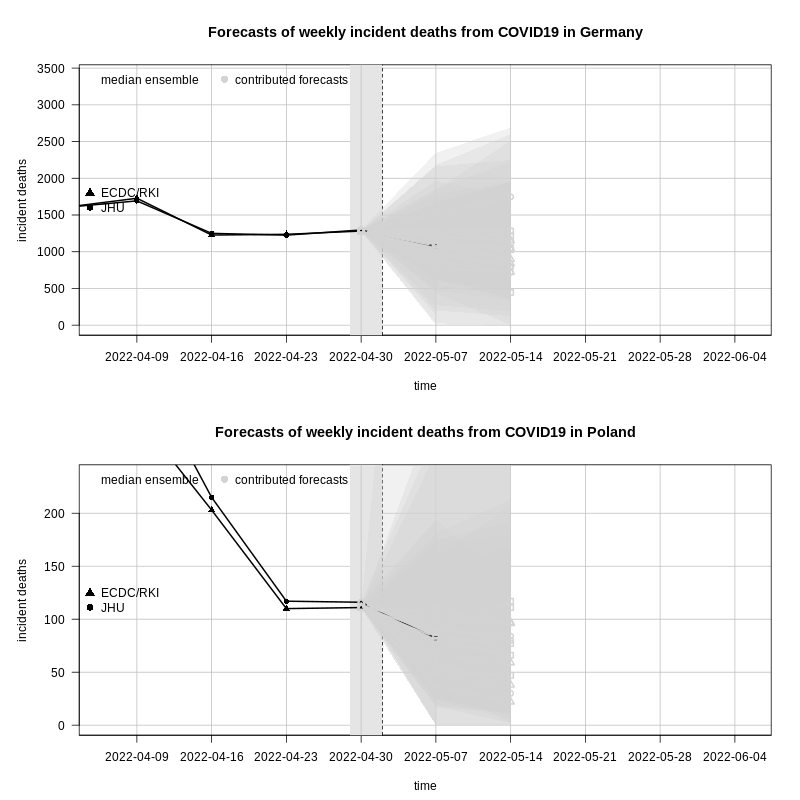 Forecasts of weekly incident deaths from COVID19 in Germany
median ensemble contributed forecasts
ECDC/RKI
JHU
incident deaths
3500
3000
2500
2000
1500
1000
500
0
2022-04-09 2022-04-16 2022-04-23 2022-04-30 2022-05-07 2022-05-14 2022-05-21 2022-05-28 2022-06-04
time
Forecasts of weekly incident deaths from COVID19 in Poland
median ensemble contributed forecasts
ECDC/RKI
JHU
incident deaths
200
150
100
50
0
2022-04-09 2022-04-16 2022-04-23 2022-04-30 2022-05-07 2022-05-14 2022-05-21 2022-05-28 2022-06-04
time